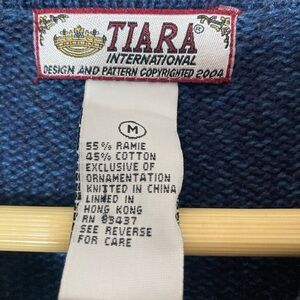 TIARA®
INTERNATIONAL
DESIGN AND PATTERN COPYRIGHTED 2004
M
55% RAMIE
45% COTTON
EXCLUSIVE OF
ORNAMENTATION
KNITTED IN CHINA
LINKED IN
HONG KONG
RN 83437
SEE REVERSE
FOR CARE